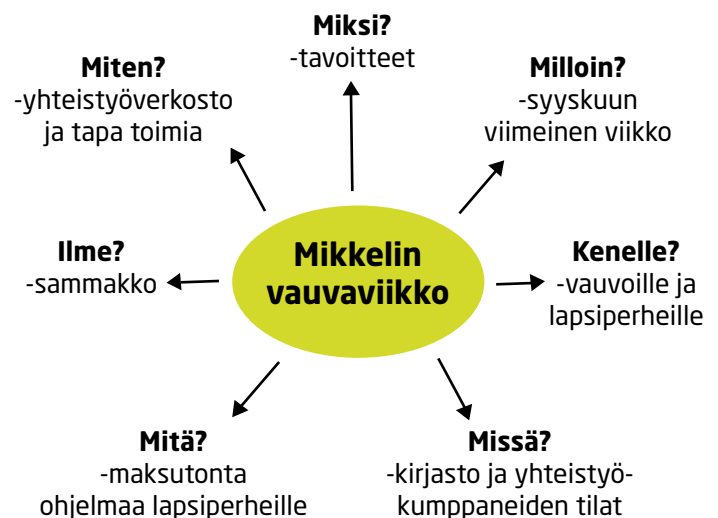 Miksi?
-tavoitteet
Miten?
-yhteistyöverkosto
ja tapa toimia
Milloin?
-syyskuun
viimeinen viikko
Ilme?
-sammakko
Mikkelin
vauvaviikko
Kenelle?
-vauvoille ja
lapsiperheille
Mitä?
-maksutonta
ohjelmaa lapsiperheille
Missä?
-kirjasto ja yhteistyö-
kumppaneiden tilat